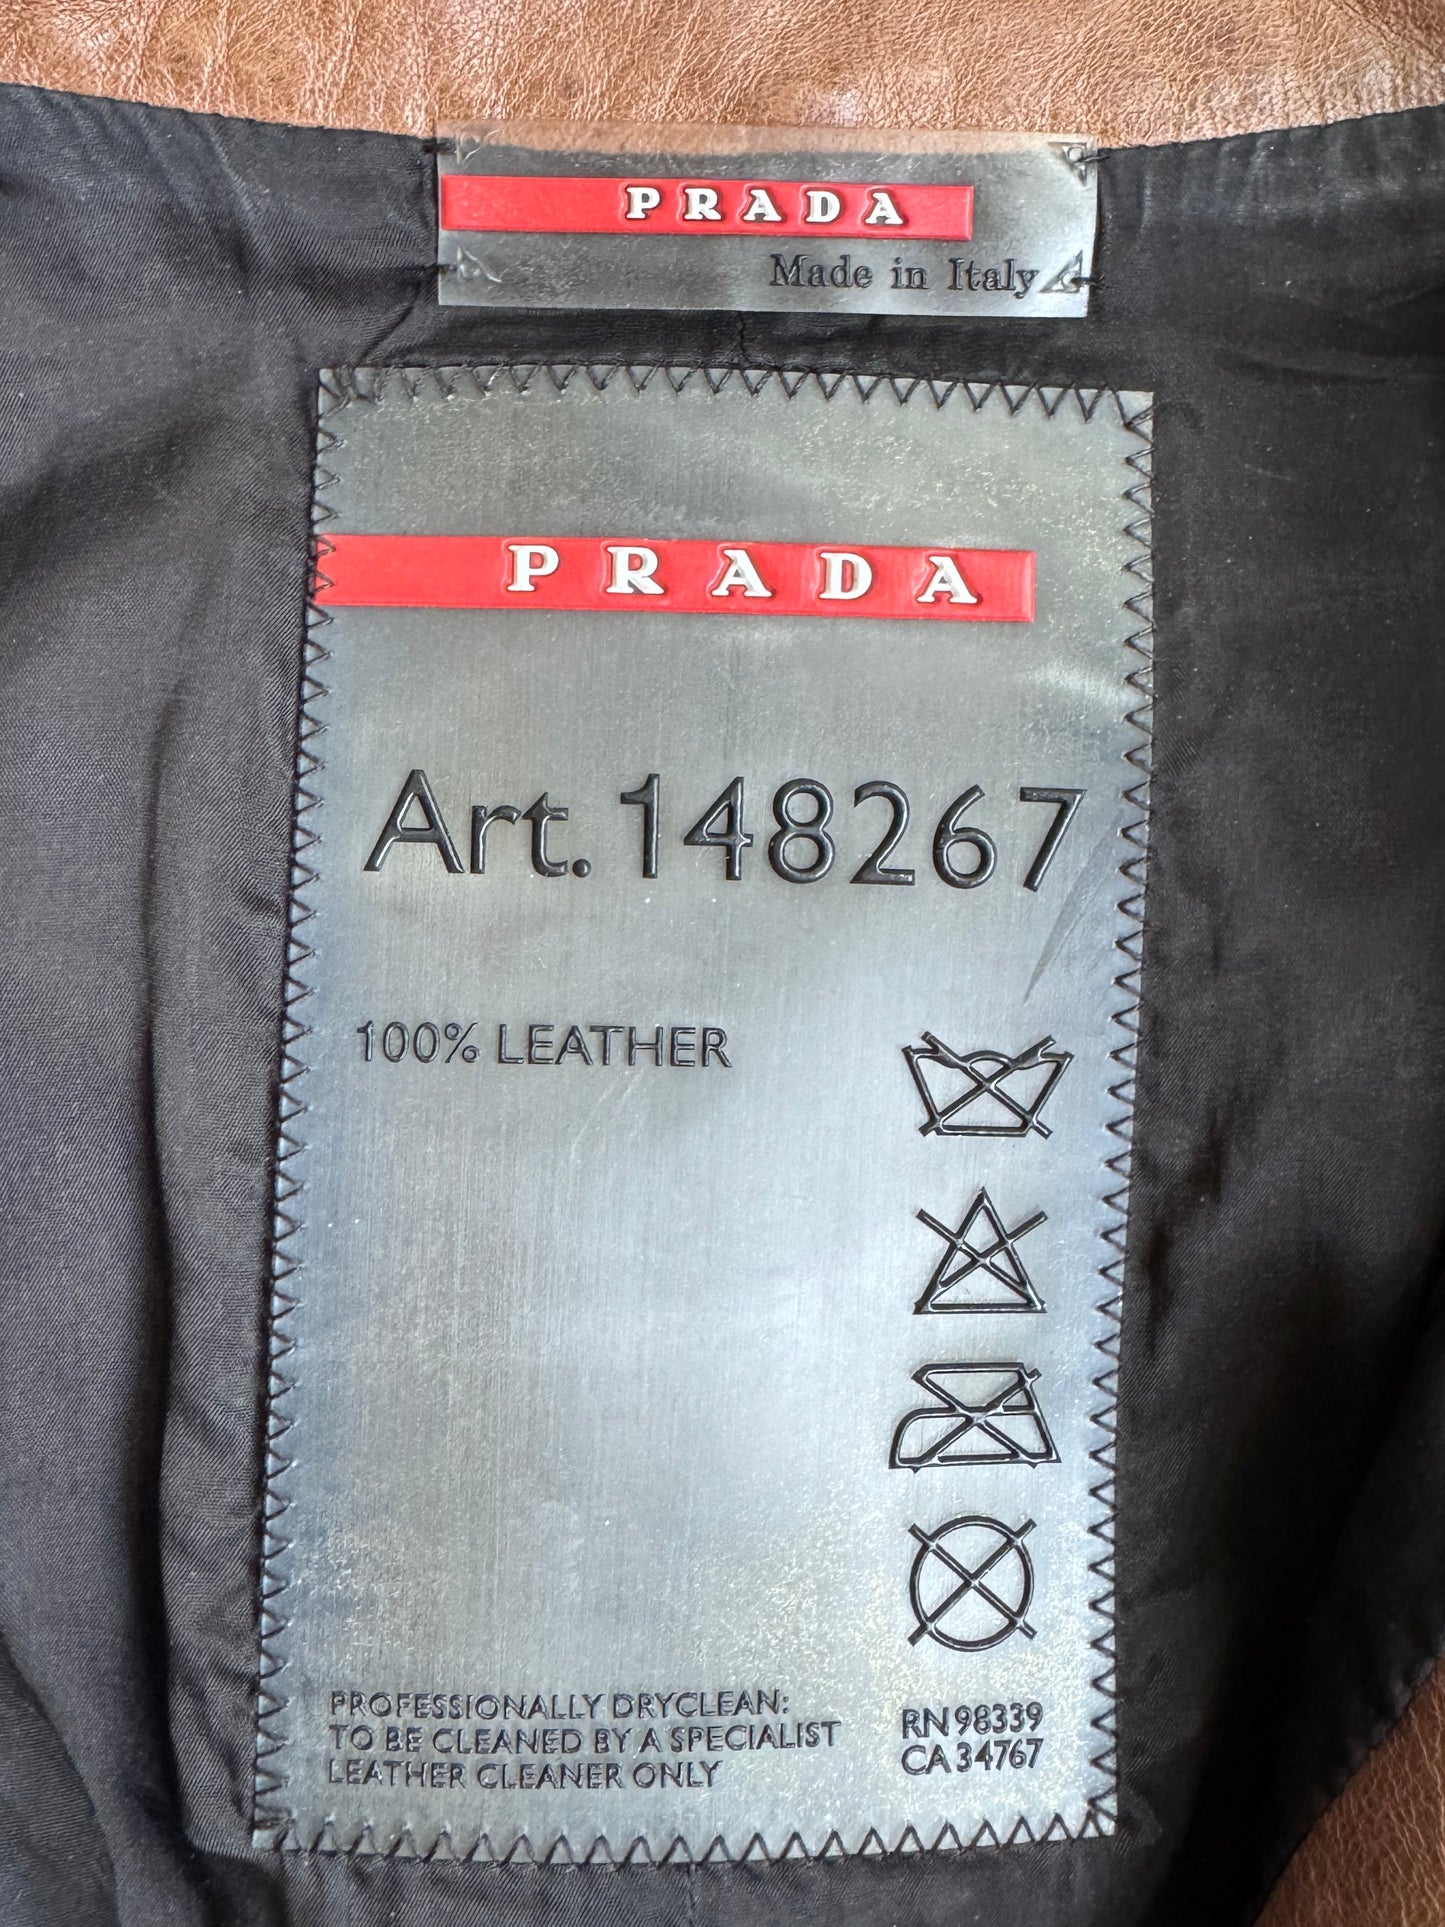 PRADA
Made in Italy
PRADA
Art. 148267
100% LEATHER
PROFESSIONALLY DRYCLEAN:
TO BE CLEANED BY A SPECIALIST
LEATHER CLEANER ONLY
RN 98339
CA 34767